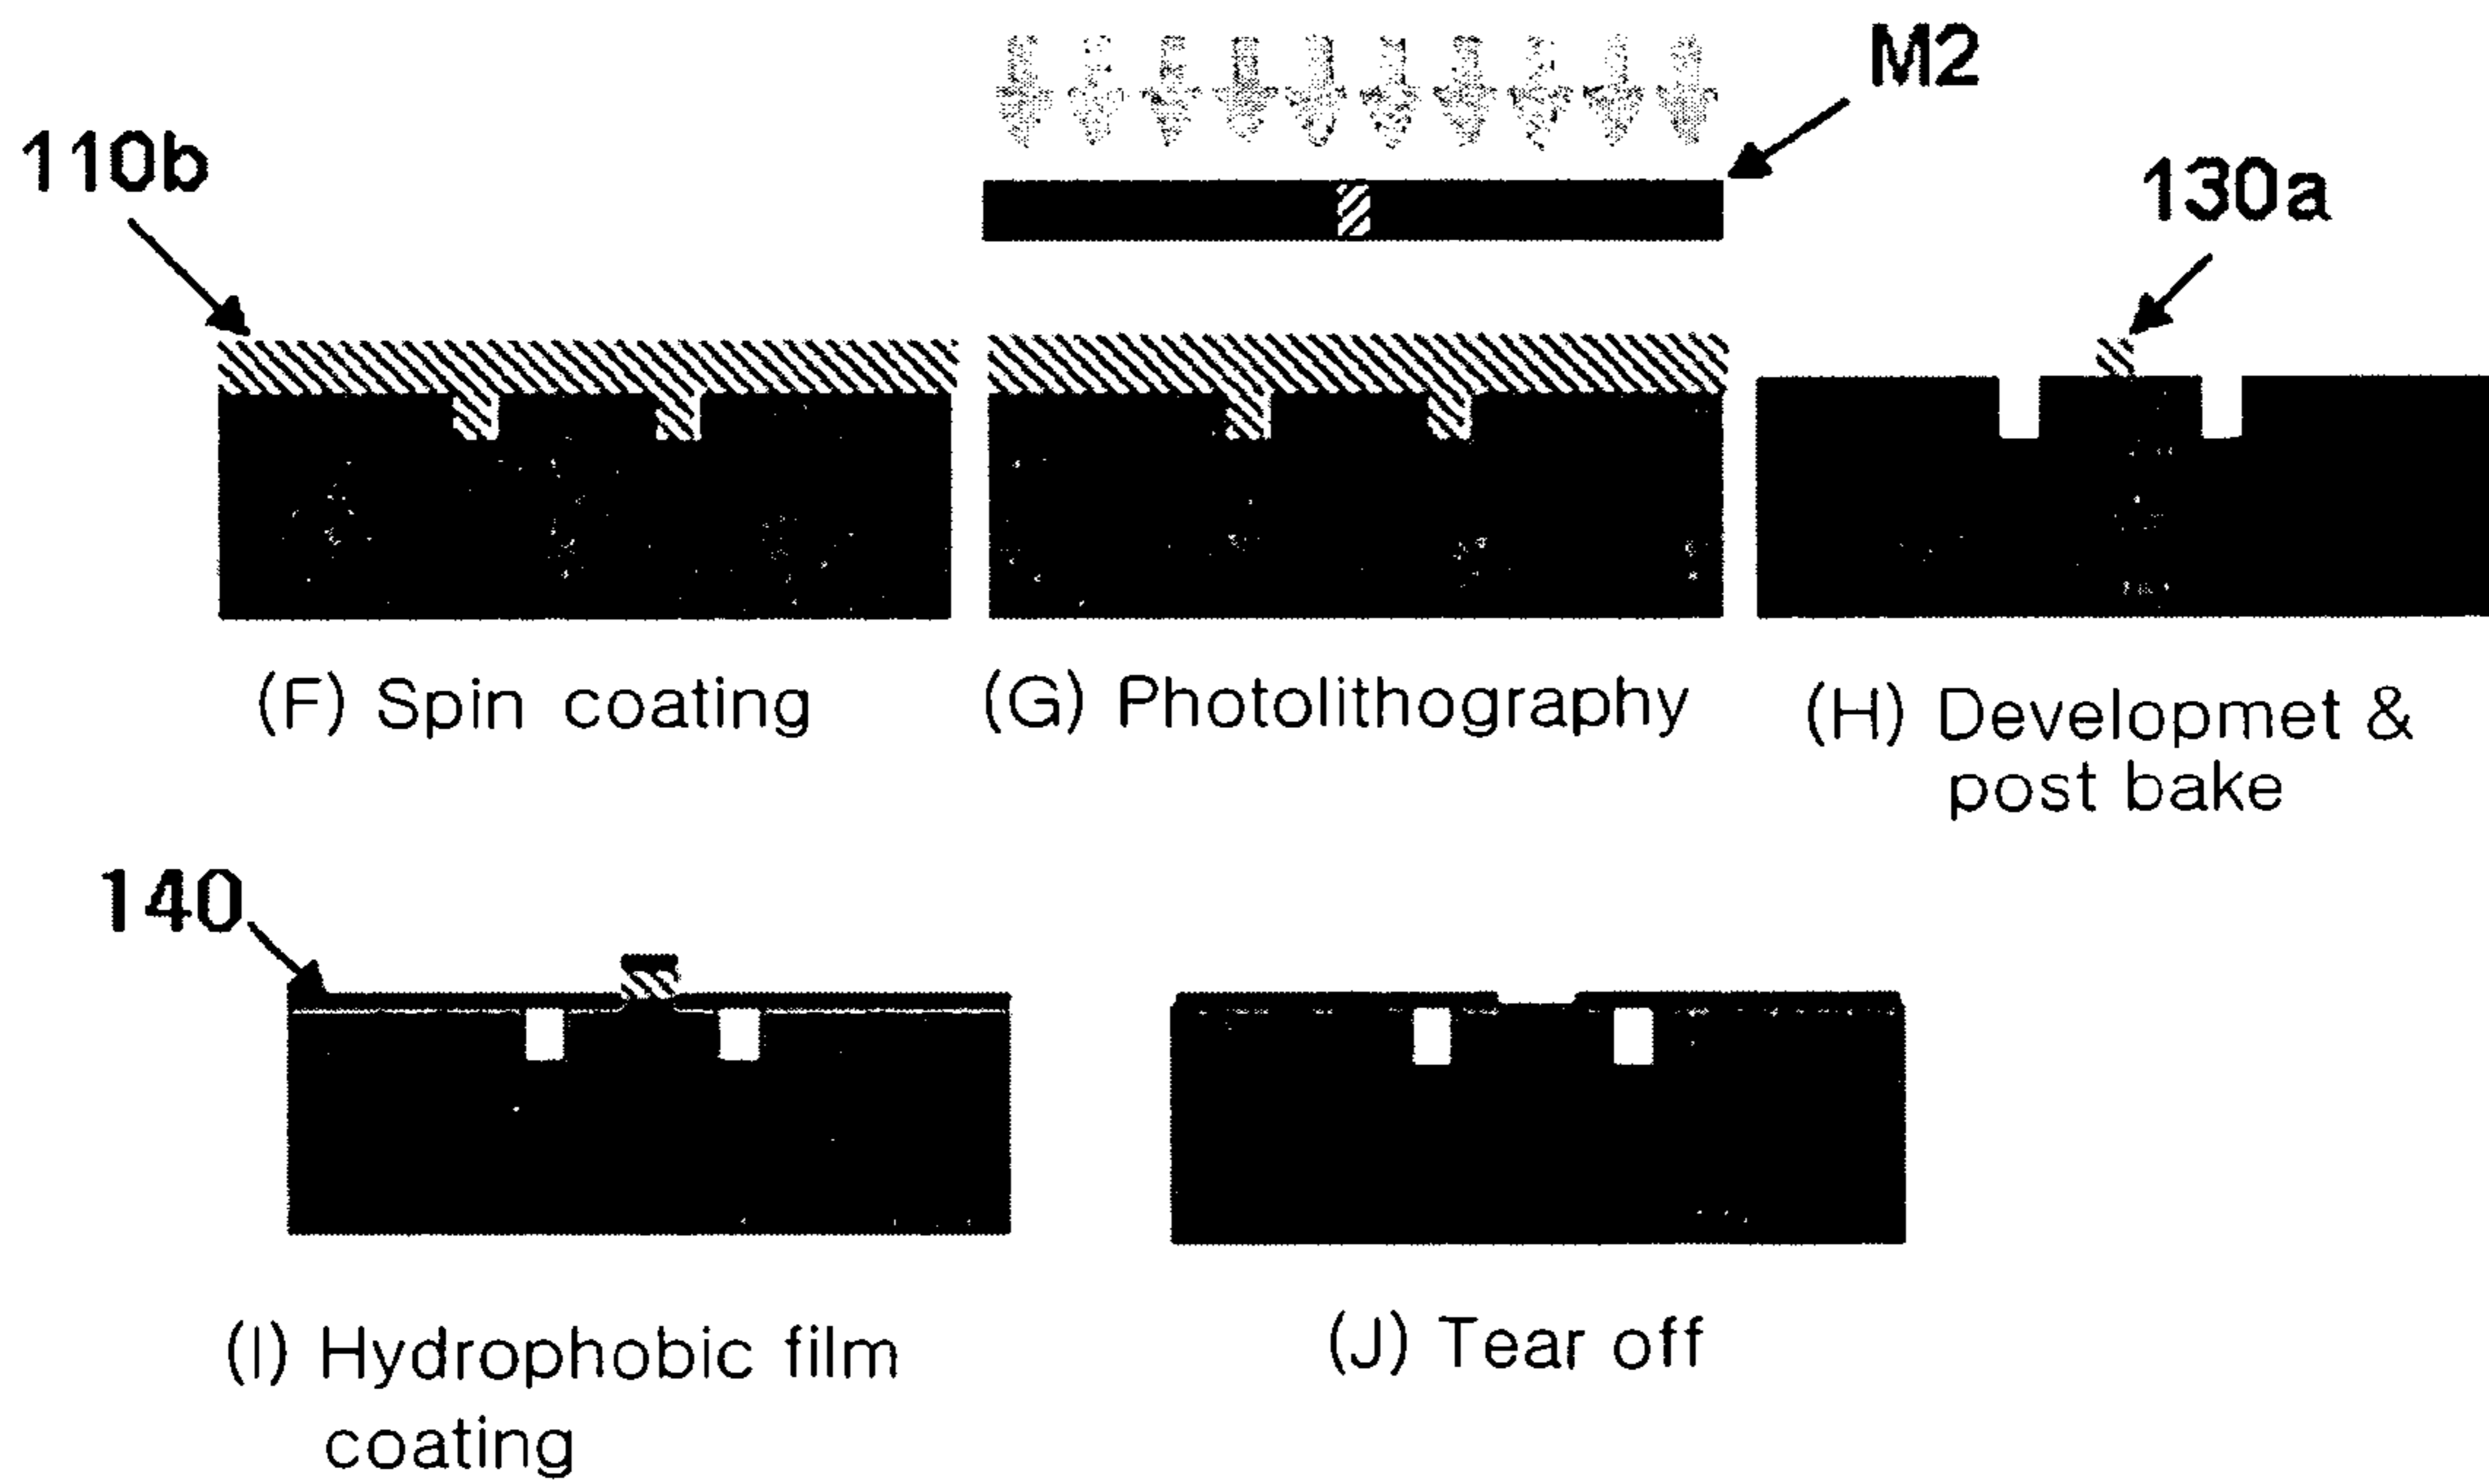 M2
110b
130a
(F) Spin coating
(G) Photolithography
(H) Developmet &
post bake
140
(I) Hydrophobic film
coating
(J) Tear off